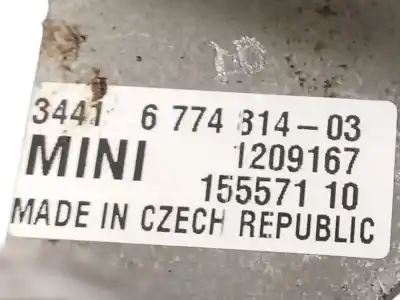 3441 6 774 814-03
MINI 1209167
155571 10
MADE IN CZECH REPUBLIC